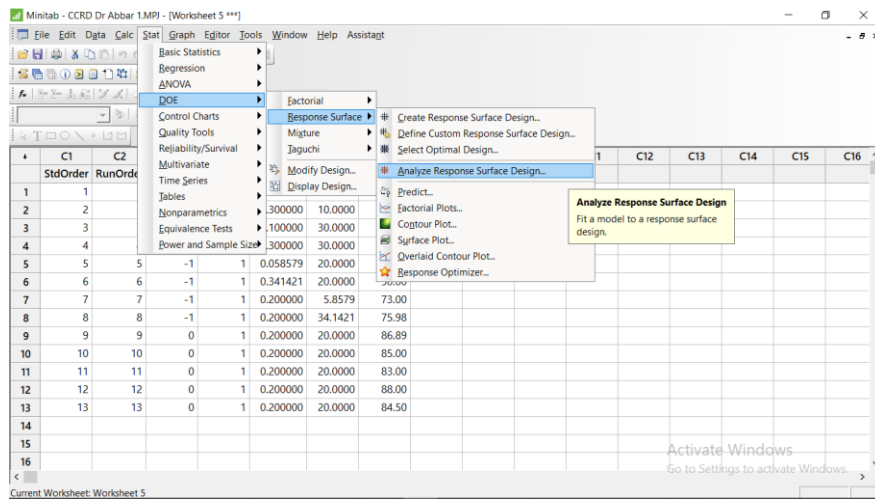 Minitab - CCRD Dr Abbar 1.MPJ - [Worksheet 5 ***]
File Edit Data Calc Stat Graph Editor Tools Window Help Assistant
Basic Statistics
Regression
ANOVA
DOE
Control Charts
Quality Tools
Reliability/Survival
Multivariate
Time Series
Tables
Nonparametrics
Equivalence Tests
Power and Sample Size
Factorial
Response Surface
Mixture
Taguchi
Modify Design...
Display Design...
Create Response Surface Design...
Define Custom Response Surface Design...
Select Optimal Design...
Analyze Response Surface Design...
Predict...
Factorial Plots...
Contour Plot...
Surface Plot...
Overlaid Contour Plot...
Response Optimizer...
Analyze Response Surface Design
Fit a model to a response surface
design.
C1 C2 1 C12 C13 C14 C15 C16
StdOrder RunOrde
1 1
2 2 .300000 10.0000
3 3 .100000 30.0000
4 4 .300000 30.0000
5 5 5 -1 1 0.058579 20.0000
6 6 6 -1 1 0.341421 20.0000
7 7 7 -1 1 0.200000 5.8579 73.00
8 8 8 -1 1 0.200000 34.1421 75.98
9 9 9 0 1 0.200000 20.0000 86.89
10 10 10 0 1 0.200000 20.0000 85.00
11 11 11 0 1 0.200000 20.0000 83.00
12 12 12 0 1 0.200000 20.0000 88.00
13 13 13 0 1 0.200000 20.0000 84.50
14
15
16
Activate Windows
Go to Settings to activate Windows.
Current Worksheet: Worksheet 5